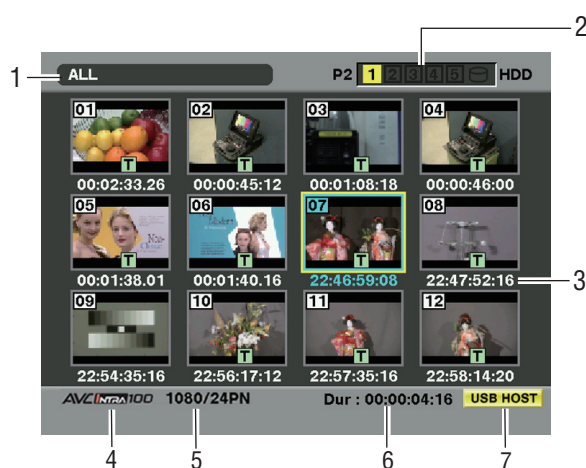 2
1
ALL
P2 1 2 3 4 5 HDD
01 02 03 04
T T T T
00:02:33.26 00:00:45:12 00:01:08:18 00:00:46:00
05 06 07 08
T T T T
00:01:38.01 00:01:40.16 22:46:59:08 22:47:52:16
3
09 10 11 12
T T T
22:54:35:16 22:56:17:12 22:57:35:16 22:58:14:20
AVC INTRA 100 1080/24PN Dur : 00:00:04:16 USB HOST
4 5 6 7